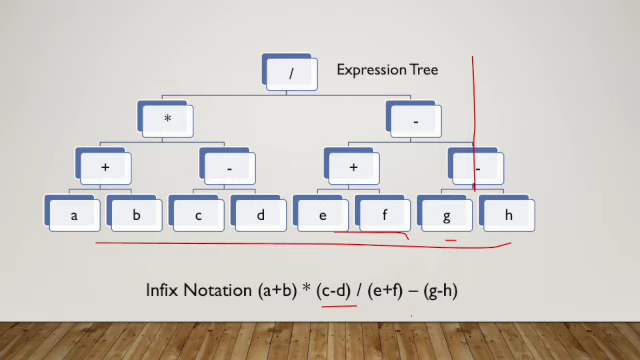 / Expression Tree
* -
+ - + -
a b c d e f g h
Infix Notation (a+b) * (c-d) / (e+f) – (g-h)